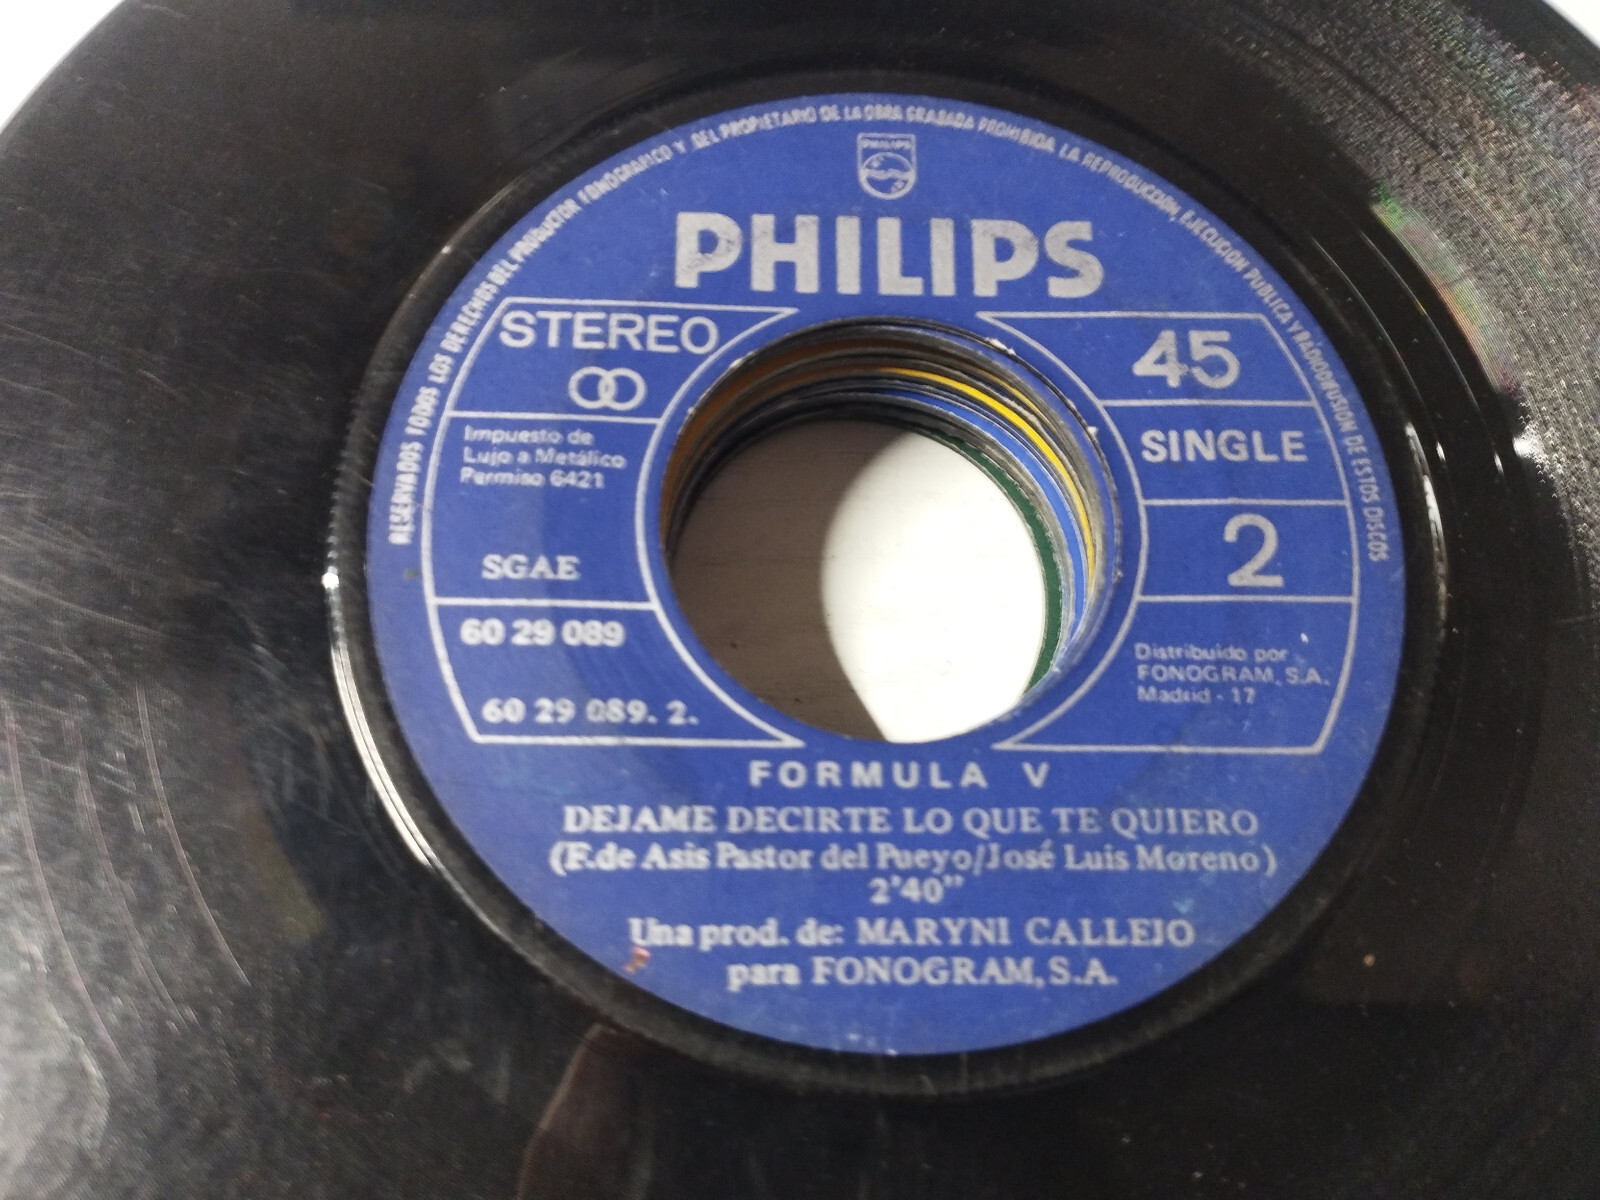 RESERVADOS TODOS LOS DERECHOS DEL PRODUCTOR FONOGRAFICO Y DEL PROPIETARIO DE LA OBRA GRABADA PROHIBIDA LA REPRODUCCION, EJECUCION PUBLICA Y RADIODIFUSION DE ESTOS DISCOS
PHILIPS
PHILIPS
STEREO
Impuesto de
Lujo a Metálico
Permiso 6421
SGAE
60 29 089
60 29 089. 2.
45
SINGLE
2
Distribuido por
FONOGRAM, S.A.
Madrid - 17
FORMULA V
DEJAME DECIRTE LO QUE TE QUIERO
(F.de Asis Pastor del Pueyo/José Luis Moreno)
2'40"
Una prod. de: MARYNI CALLEJO
para FONOGRAM, S.A.